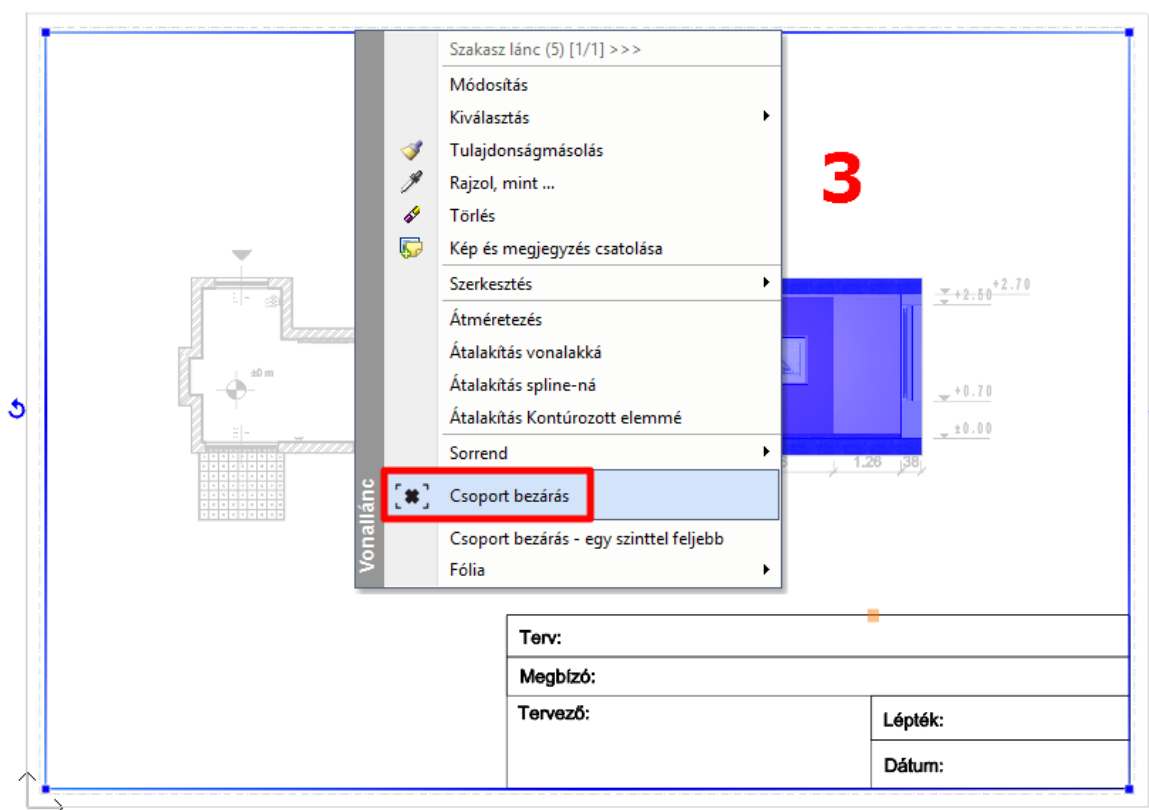 Szakasz lánc (5) [1/1] >>>
Módosítás
Kiválasztás
Tulajdonságmásolás
Rajzol, mint ...
Törlés
Kép és megjegyzés csatolása
Szerkesztés
Átméretezés
Átalakítás vonalakká
Átalakítás spline-ná
Átalakítás Kontúrozott elemmé
Sorrend
Csoport bezárás
Csoport bezárás - egy szinttel feljebb
Fólia
Vonallánc
3
±0 m
+2.70
+2.50
+0.70
±0.00
1.26 38
Terv:
Megbízó:
Tervező:
Lépték:
Dátum: